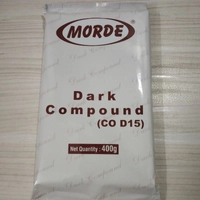 MORDE®
Dark
Compound
(CO D15)
Net Quantity : 400g